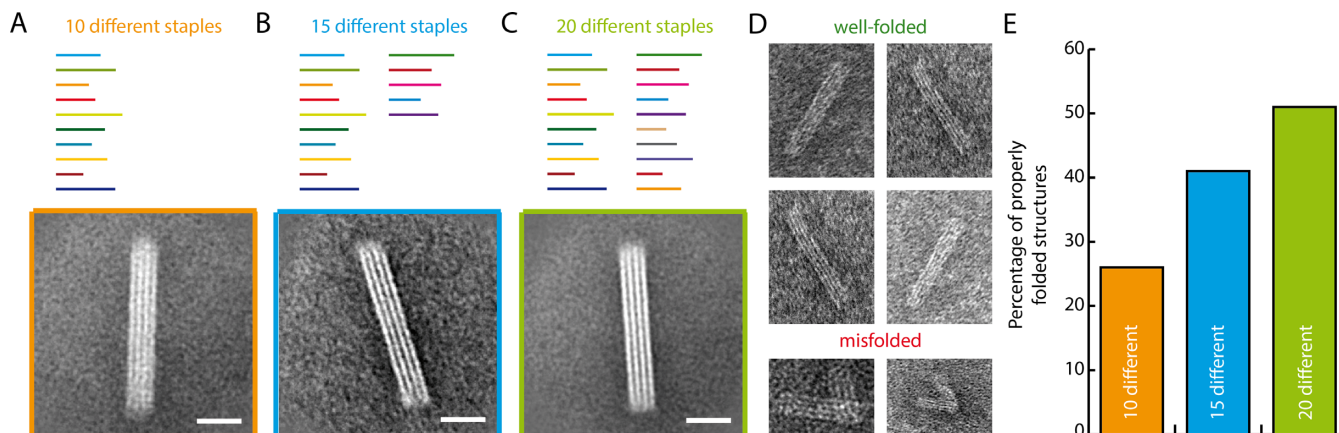 A
10 different staples
B
15 different staples
C
20 different staples
D
well-folded
misfolded
E
Percentage of properly
folded structures
60
50
40
30
20
10
0
10 different
15 different
20 different